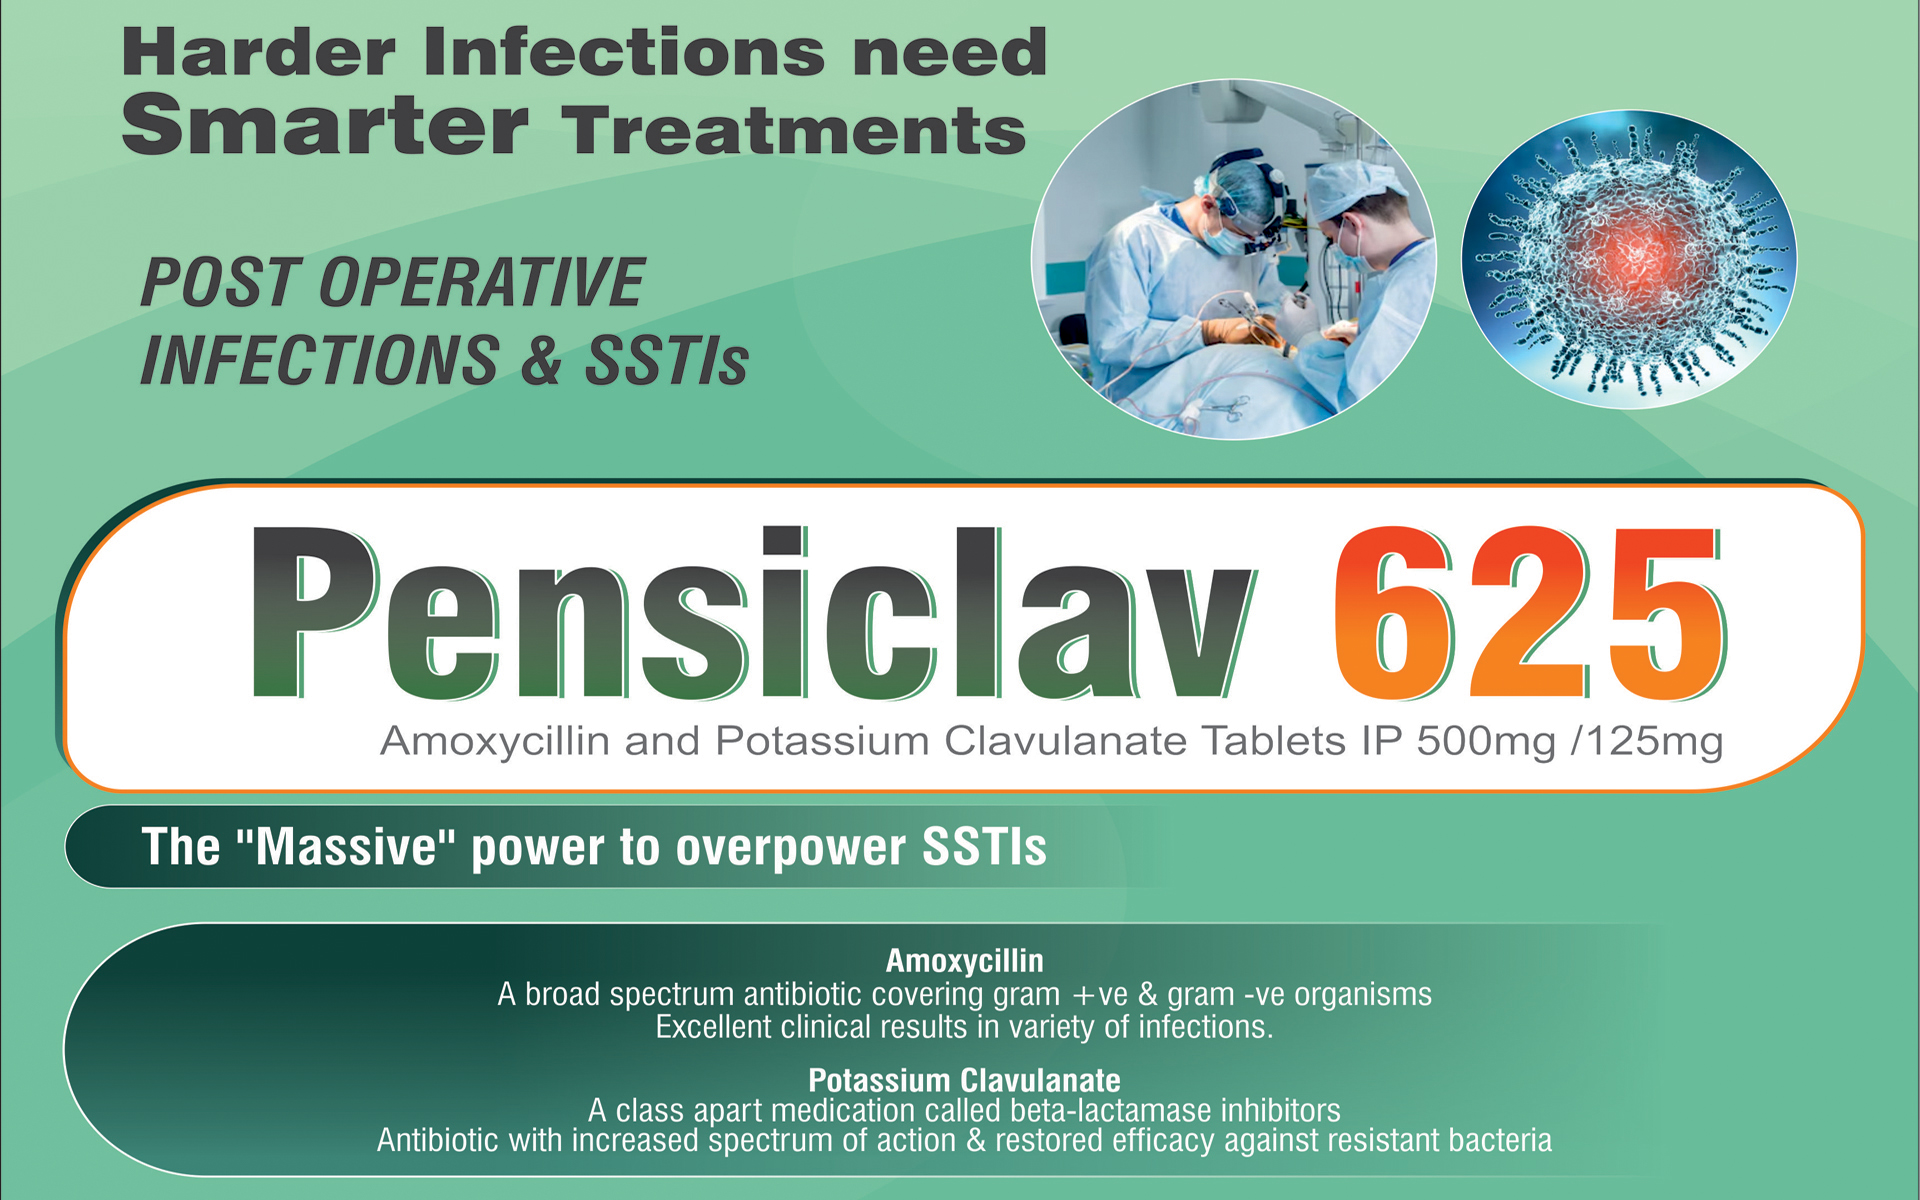 Harder Infections need
Smarter Treatments
POST OPERATIVE
INFECTIONS & SSTIs
Pensiclav 625
Amoxycillin and Potassium Clavulanate Tablets IP 500mg /125mg
The "Massive" power to overpower SSTIs
Amoxycillin
A broad spectrum antibiotic covering gram +ve & gram -ve organisms
Excellent clinical results in variety of infections.
Potassium Clavulanate
A class apart medication called beta-lactamase inhibitors
Antibiotic with increased spectrum of action & restored efficacy against resistant bacteria